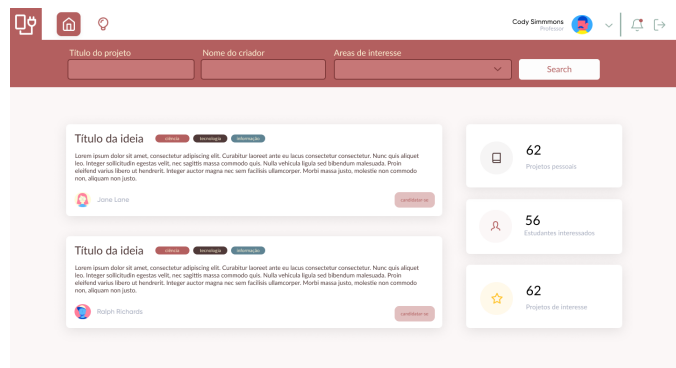 Cody Simmmons
Professor
Título do projeto
Nome do criador
Areas de interesse
Search
Título da ideia
ciência
tecnologia
informação
Lorem ipsum dolor sit amet, consectetur adipiscing elit. Curabitur laoreet ante eu lacus consectetur consectetur. Nunc quis aliquet
leo. Integer sollicitudin egestas velit, nec sagittis massa commodo quis. Nulla vehicula ligula sed bibendum malesuada. Proin
eleifend varius libero ut hendrerit. Integer auctor magna nec sem facilisis ullamcorper. Morbi massa justo, molestie non commodo
non, aliquam non justo.
Jane Lane
candidatar-se
Título da ideia
ciência
tecnologia
informação
Lorem ipsum dolor sit amet, consectetur adipiscing elit. Curabitur laoreet ante eu lacus consectetur consectetur. Nunc quis aliquet
leo. Integer sollicitudin egestas velit, nec sagittis massa commodo quis. Nulla vehicula ligula sed bibendum malesuada. Proin
eleifend varius libero ut hendrerit. Integer auctor magna nec sem facilisis ullamcorper. Morbi massa justo, molestie non commodo
non, aliquam non justo.
Ralph Richards
candidatar-se
62
Projetos pessoais
56
Estudantes interessados
62
Projetos de interesse